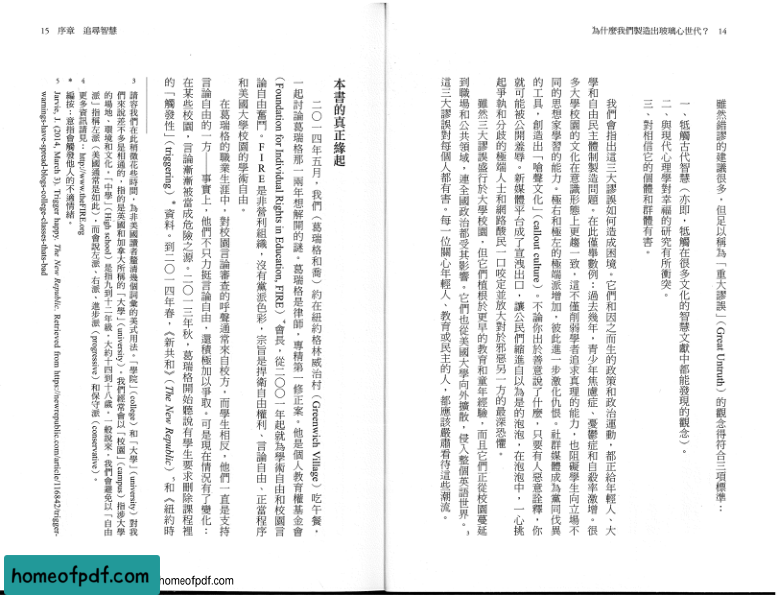 為什麼我們製造出玻璃心世代？ 14
雖然錯謬的建議很多，但足以稱為「重大謬誤」(Great Untruth)的觀念得符合三項標準：
一、牴觸古代智慧（亦即，牴觸在很多文化的智慧文獻中都能發現的觀念）。
二、與現代心理學對幸福的研究有所衝突。
三、對相信它的個體和群體有害。
我們會指出這三大謬誤如何造成困境。它們和因之而生的政策和政治運動，都正給年輕人、大
學和自由民主體制製造問題。在此僅舉數例：過去幾年，青少年焦慮症、憂鬱症和自殺率激增。很
多大學校園的文化在意識形態上更趨一致，這不僅削弱學者追求真理的能力，也阻礙學生向立場不
同的思想家學習的能力。極右和極左的極端派增加，彼此進一步激化仇恨。社群媒體成為黨同伐異
的工具，創造出「嗆聲文化」(callout culture)。不論你出於善意說了什麼，只要有人惡意詮釋，你
就可能被公開羞辱。新媒體平台成了宣洩出口，讓公民們縮進自以為是的泡泡，在泡泡中，一心挑
起爭執和分歧的極端人士和網路酸民一口咬定並放大對於邪惡另一方的最深恐懼。
雖然三大謬誤盛行於大學校園，但它們植根於更早的教育和童年經驗，而且它們正從校園蔓延
到職場和公共領域，連全國政治都受其影響。它們也從美國大學向外擴散，侵入整個英語世界。3
這三大謬誤對每個人都有害。每一位關心年輕人、教育或民主的人，都應該嚴肅看待這些潮流。
15 序章 追尋智慧
本書的真正緣起
二〇一四年五月，我們（葛瑞格和喬）約在紐約格林威治村(Greenwich Village)吃午餐，
一起討論葛瑞格那一兩年想解開的謎。葛瑞格是律師，專精第一修正案。他是個人教育權基金會
(Foundation for Individual Rights in Education, FIRE)會長，從二〇〇一年起就為學術自由和校園言
論自由奮鬥。4 FIRE是非營利組織，沒有黨派色彩，宗旨是捍衛自由權利、言論自由、正當程序
和美國大學校園的學術自由。
在葛瑞格的職業生涯中，對校園言論審查的呼聲通常來自校方，而學生相反，他們一直是支持
言論自由的一方——事實上，他們不只力挺言論自由，還積極加以爭取。可是現在情況有了變化：
在某些校園，言論漸漸被當成危險之源。二〇一三年秋，葛瑞格開始聽說有學生要求刪除課程裡
的「觸發性」(triggering)*資料。到二〇一四年春，《新共和》(The New Republic)5和《紐約時
3 請容我們在此稍微花些時間，為非美國讀者釐清幾個詞彙的美式用法。「學院」(college)和「大學」(university)對我
們來說差不多是相通的，指的是英國和加拿大所稱的「大學」(university)。我們經常會以「校園」(campus)指涉大學
的場地、環境和文化。「中學」(High school)是指九到十二年級，大約十四到十八歲。一般說來，我們會避免以「自由
派」指稱左派（美國通常是如此），而會說左派、右派、進步派(progressive)和保守派(conservative)。
4 更多資訊請見：http://www.theFIRE.org
* 編按：意指會觸發他人的不適情緒。
5 Jarvie, J. (2014, March 3). Trigger happy. The New Republic. Retrieved from https://newrepublic.com/article/116842/trigger-
warnings-have-spread-blogs-college-classes-thats-bad
homeofpdf.com
homeofpdf.com